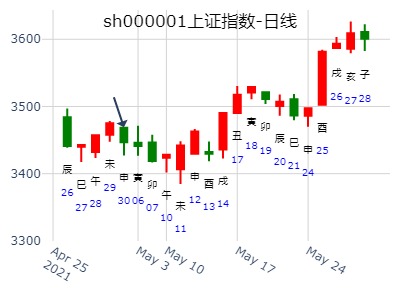 sh000001上证指数-日线
3600
3500
3400
3300
辰
26
巳
27
午
28
未
29
申
30
酉
06
戌
07
卯
午
10
未
11
申
12
酉
13
戌
14
丑
17
寅
18
卯
19
辰
20
巳
21
申
24
酉
25
戌
26
亥
27
子
28
Apr 25
2021
May 3
May 10
May 17
May 24